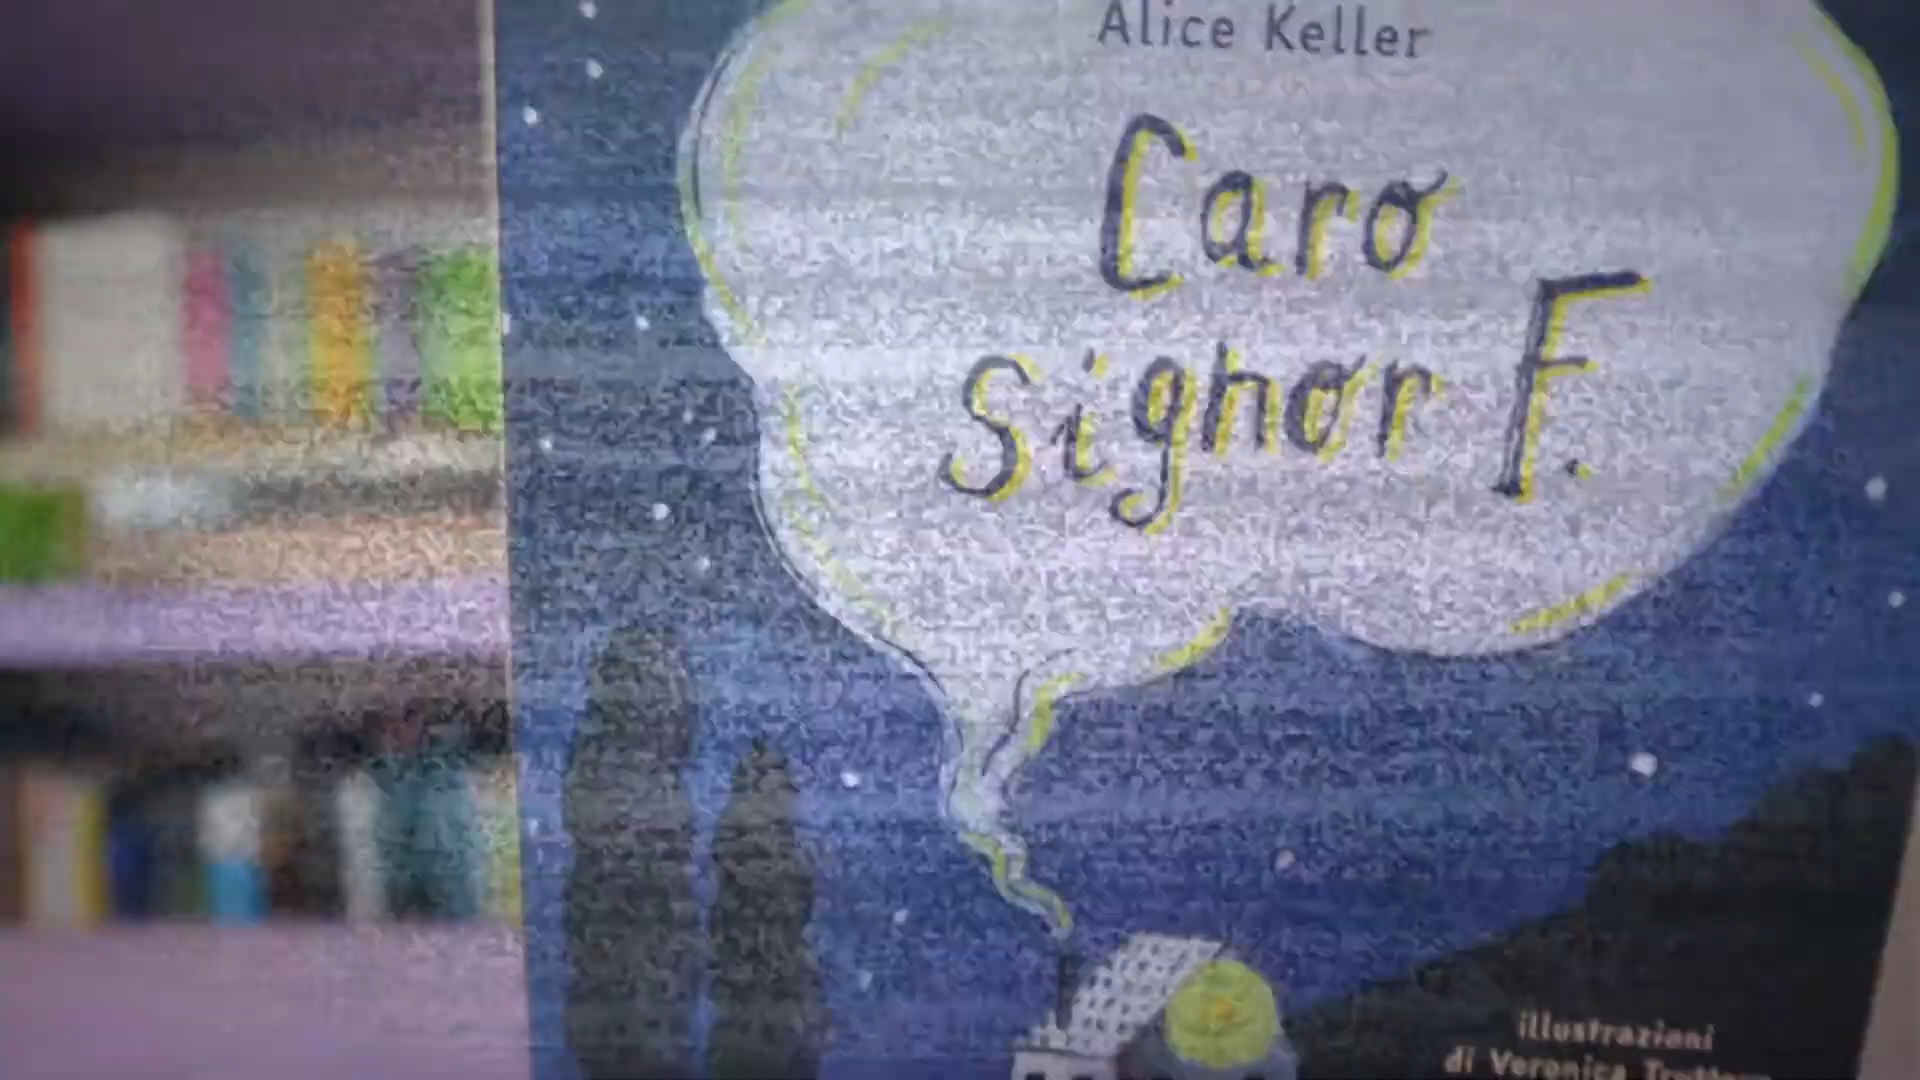 Alice Keller
Caro
Signor F.
illustrazioni
di Veronica